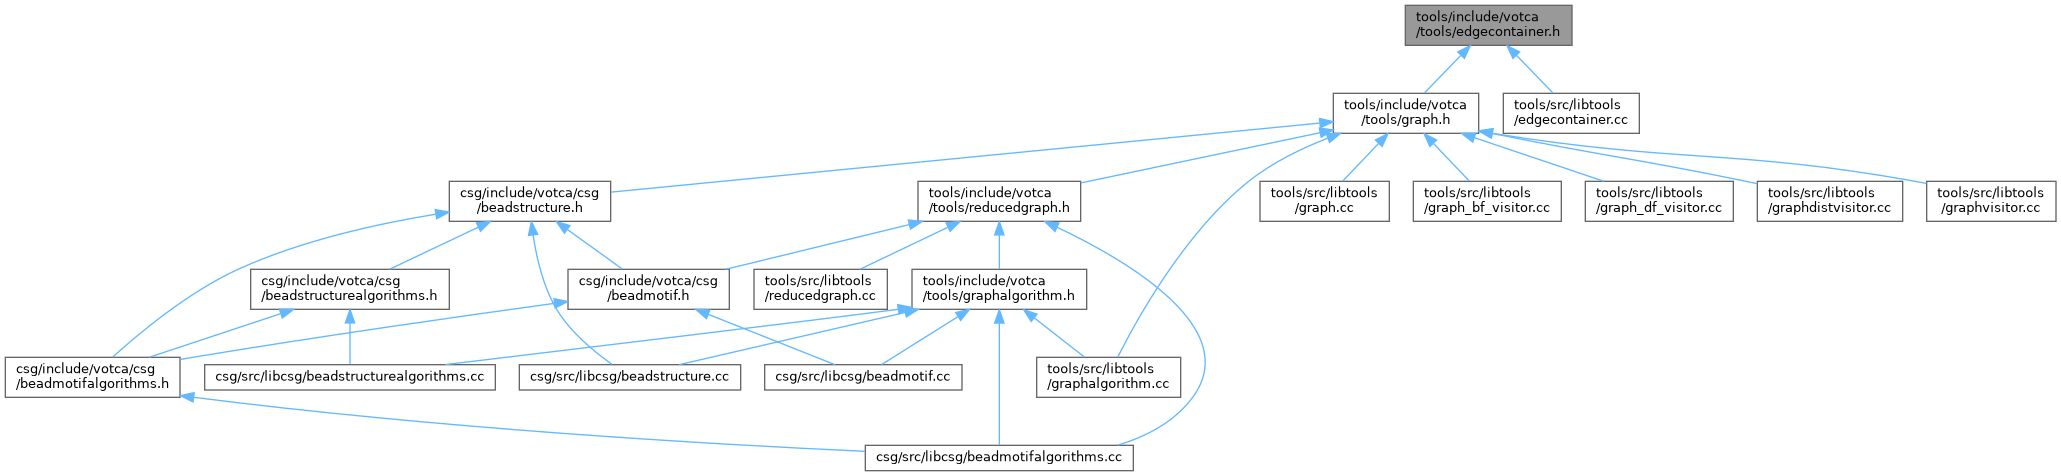 tools/include/votca
/tools/edgecontainer.h
tools/include/votca
/tools/graph.h
tools/src/libtools
/edgecontainer.cc
csg/include/votca/csg
/beadstructure.h
tools/include/votca
/tools/reducedgraph.h
tools/src/libtools
/graph.cc
tools/src/libtools
/graph_bf_visitor.cc
tools/src/libtools
/graph_df_visitor.cc
tools/src/libtools
/graphdistvisitor.cc
tools/src/libtools
/graphvisitor.cc
csg/include/votca/csg
/beadstructurealgorithms.h
csg/include/votca/csg
/beadmotif.h
tools/src/libtools
/reducedgraph.cc
tools/include/votca
/tools/graphalgorithm.h
csg/include/votca/csg
/beadmotifalgorithms.h
csg/src/libcsg/beadstructurealgorithms.cc
csg/src/libcsg/beadstructure.cc
csg/src/libcsg/beadmotif.cc
tools/src/libtools
/graphalgorithm.cc
csg/src/libcsg/beadmotifalgorithms.cc